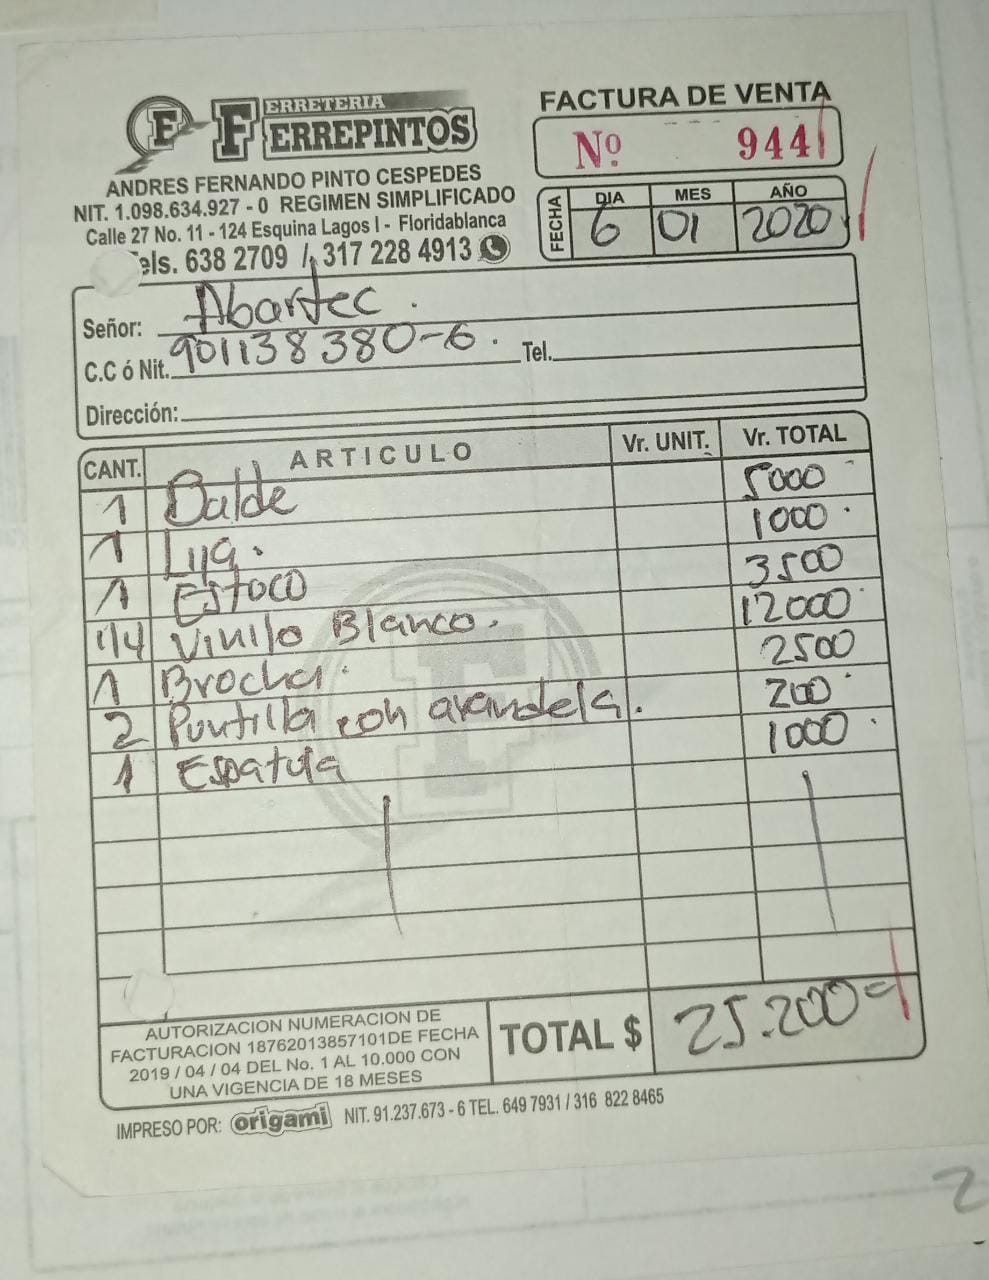 FERRETERIA
FERREPINTOS
ANDRES FERNANDO PINTO CESPEDES
NIT. 1.098.634.927 - 0 REGIMEN SIMPLIFICADO
Calle 27 No. 11 - 124 Esquina Lagos I - Floridablanca
Tels. 638 2709 / 317 228 4913
FACTURA DE VENTA
Nº 944
FECHA DIA MES AÑO
6 01 2020
Señor: Abartec.
C.C ó Nit. 901138380-6. Tel.
Dirección:
CANT. ARTICULO Vr. UNIT. Vr. TOTAL
1 Balde 5000
1 Lija. 1000
1 Estoco 3500
1/4 Vinilo Blanco. 12000
1 Brocha. 2500
2 Puntilla con arandela. 200
1 Espatula 1000
AUTORIZACION NUMERACION DE
FACTURACION 18762013857101DE FECHA
2019 / 04 / 04 DEL No. 1 AL 10.000 CON
UNA VIGENCIA DE 18 MESES
TOTAL $ 25.200=
IMPRESO POR: origami NIT. 91.237.673 - 6 TEL. 649 7931 / 316 822 8465
2